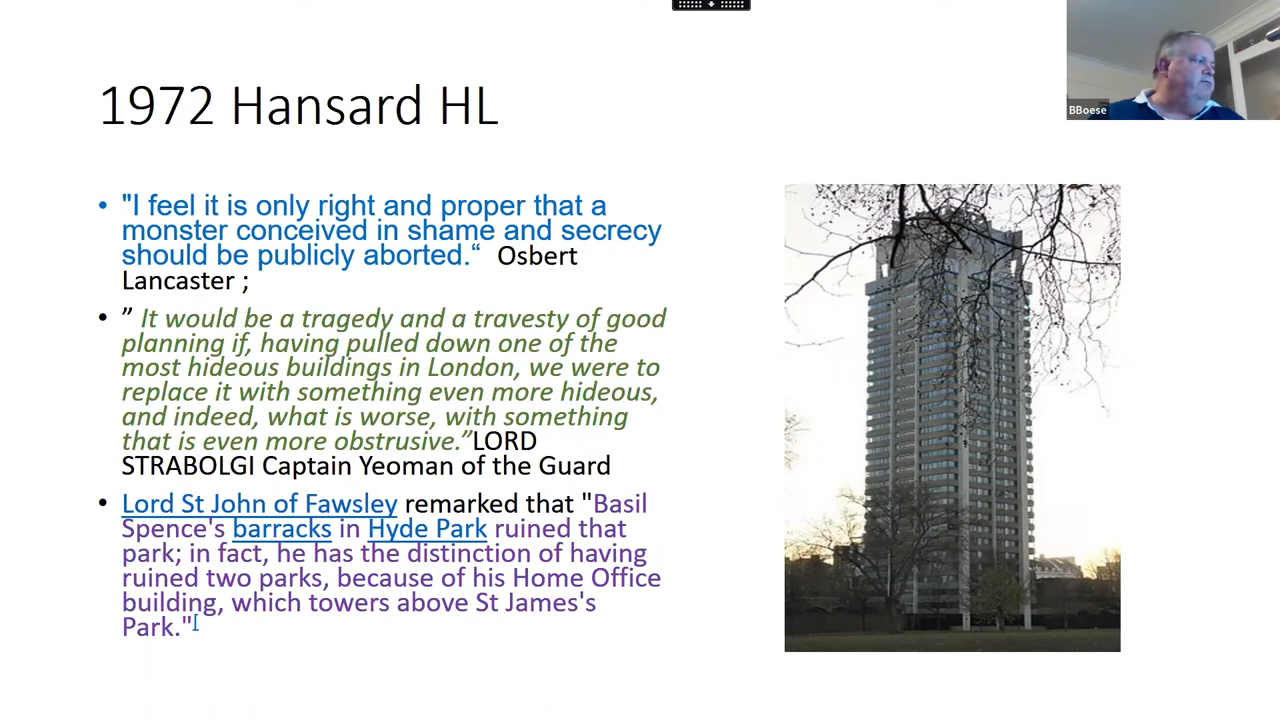 BBoese
1972 Hansard HL
• "I feel it is only right and proper that a
monster conceived in shame and secrecy
should be publicly aborted.“ Osbert
Lancaster ;
• ” It would be a tragedy and a travesty of good
planning if, having pulled down one of the
most hideous buildings in London, we were to
replace it with something even more hideous,
and indeed, what is worse, with something
that is even more obstrusive.”LORD
STRABOLGI Captain Yeoman of the Guard
• Lord St John of Fawsley remarked that "Basil
Spence's barracks in Hyde Park ruined that
park; in fact, he has the distinction of having
ruined two parks, because of his Home Office
building, which towers above St James's
Park."[